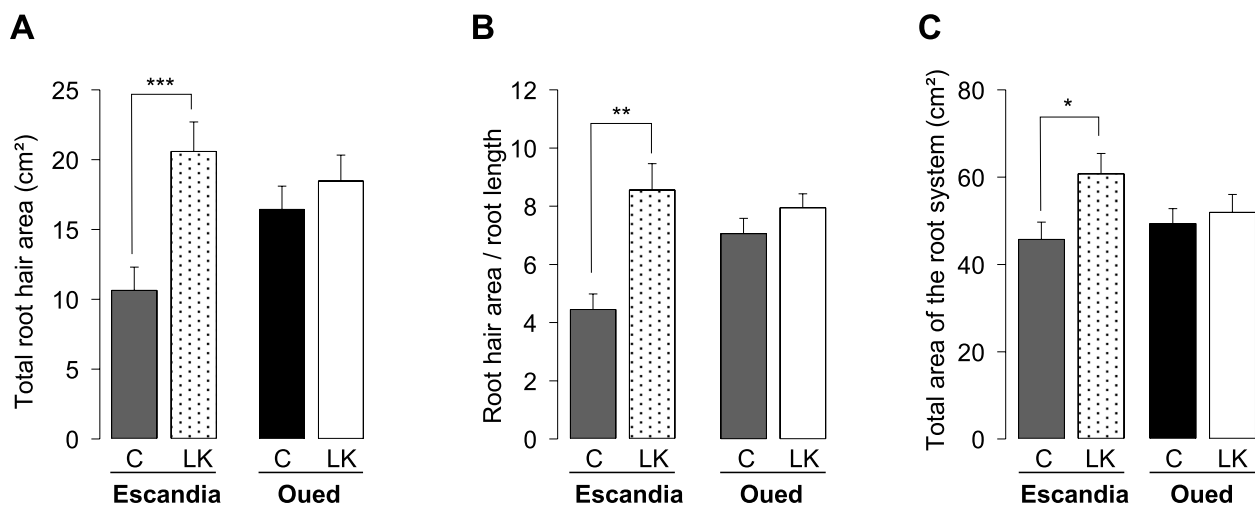 A
Total root hair area (cm²)
25
20
15
10
5
0
***
C LK C LK
Escandia Oued
B
Root hair area / root length
12
10
8
6
4
2
0
**
C LK C LK
Escandia Oued
C
Total area of the root system (cm²)
80
60
40
20
0
*
C LK C LK
Escandia Oued